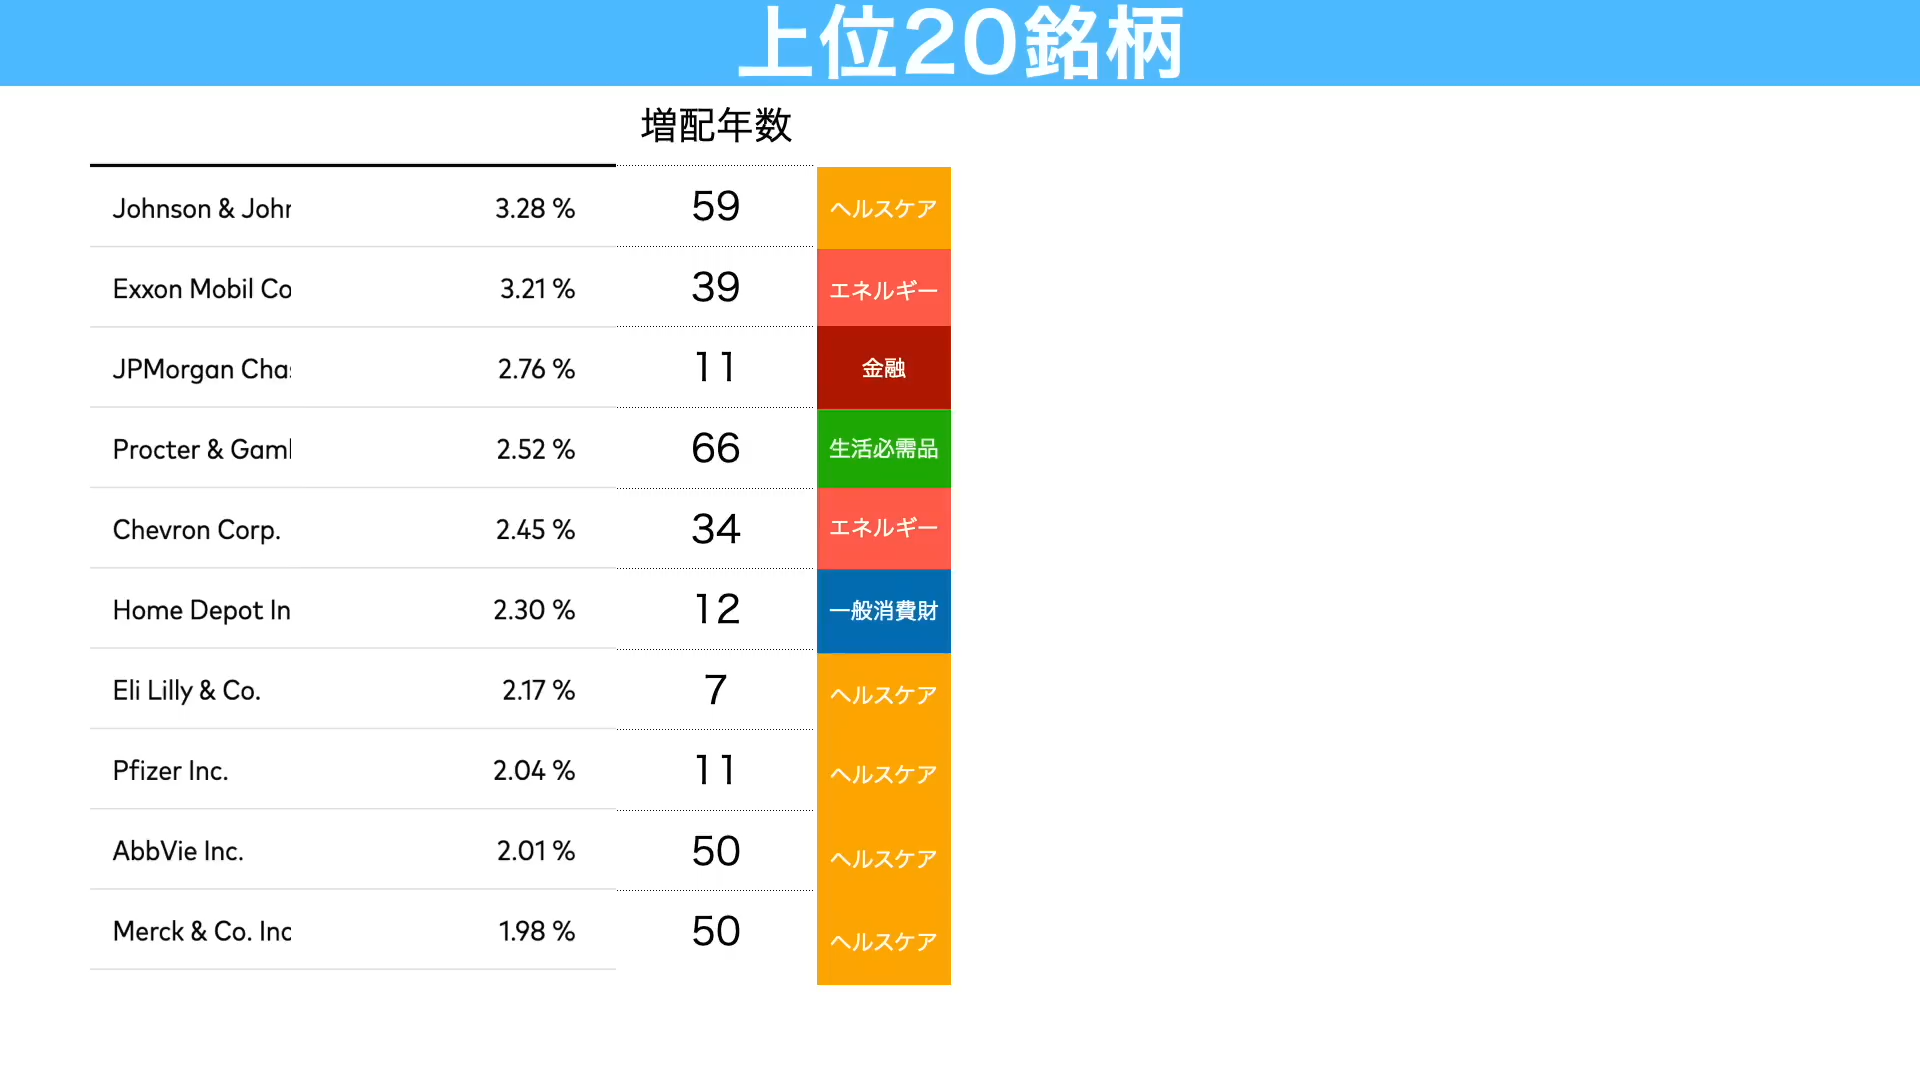 上位20銘柄
増配年数
Johnson & John 3.28 % 59 ヘルスケア
Exxon Mobil Co 3.21 % 39 エネルギー
JPMorgan Chas 2.76 % 11 金融
Procter & Gaml 2.52 % 66 生活必需品
Chevron Corp. 2.45 % 34 エネルギー
Home Depot In 2.30 % 12 一般消費財
Eli Lilly & Co. 2.17 % 7 ヘルスケア
Pfizer Inc. 2.04 % 11 ヘルスケア
AbbVie Inc. 2.01 % 50 ヘルスケア
Merck & Co. Inc 1.98 % 50 ヘルスケア